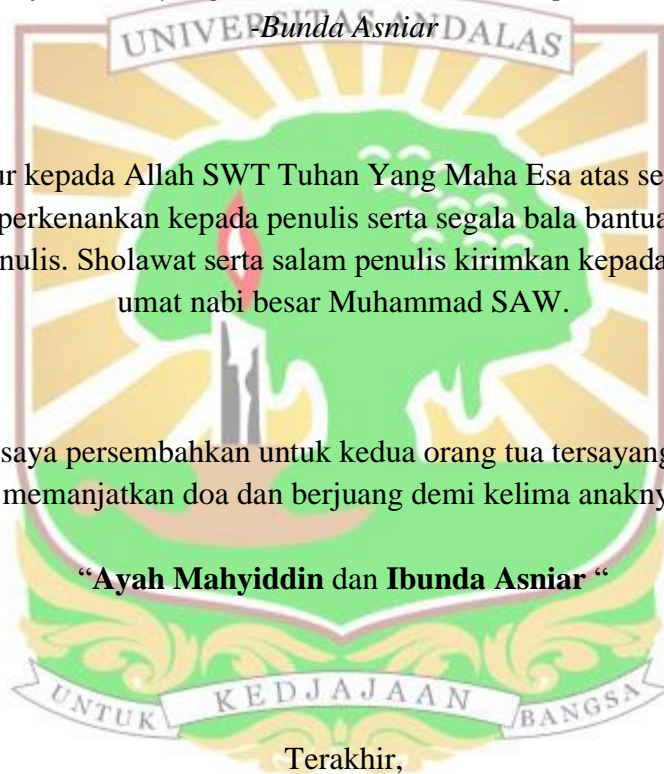 -Bunda Asniar
UNIVERSITAS ANDALAS
ur kepada Allah SWT Tuhan Yang Maha Esa atas se
perkenankan kepada penulis serta segala bala bantua
nulis. Sholawat serta salam penulis kirimkan kepada
umat nabi besar Muhammad SAW.
saya persembahkan untuk kedua orang tua tersayang
memanjatkan doa dan berjuang demi kelima anakny
“Ayah Mahyiddin dan Ibunda Asniar “
UNTUK KEDJAJAAN BANGSA
Terakhir,